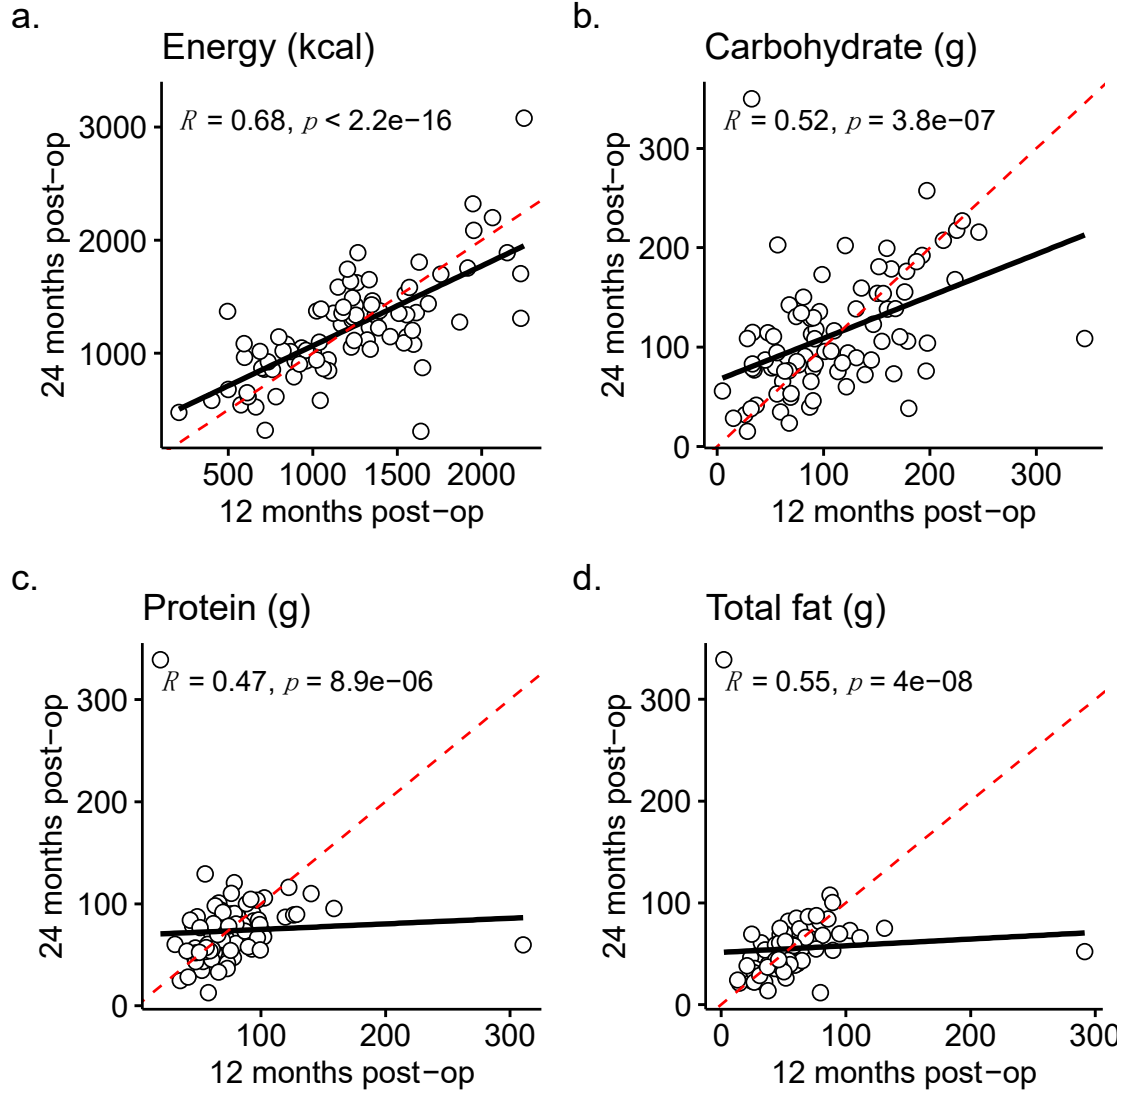 a.
Energy (kcal)
R = 0.68, p < 2.2e−16
3000
2000
1000
24 months post−op
500 1000 1500 2000
12 months post−op
b.
Carbohydrate (g)
R = 0.52, p = 3.8e−07
300
200
100
0
24 months post−op
0 100 200 300
12 months post−op
c.
Protein (g)
R = 0.47, p = 8.9e−06
300
200
100
0
24 months post−op
100 200 300
12 months post−op
d.
Total fat (g)
R = 0.55, p = 4e−08
300
200
100
0
24 months post−op
0 100 200 300
12 months post−op